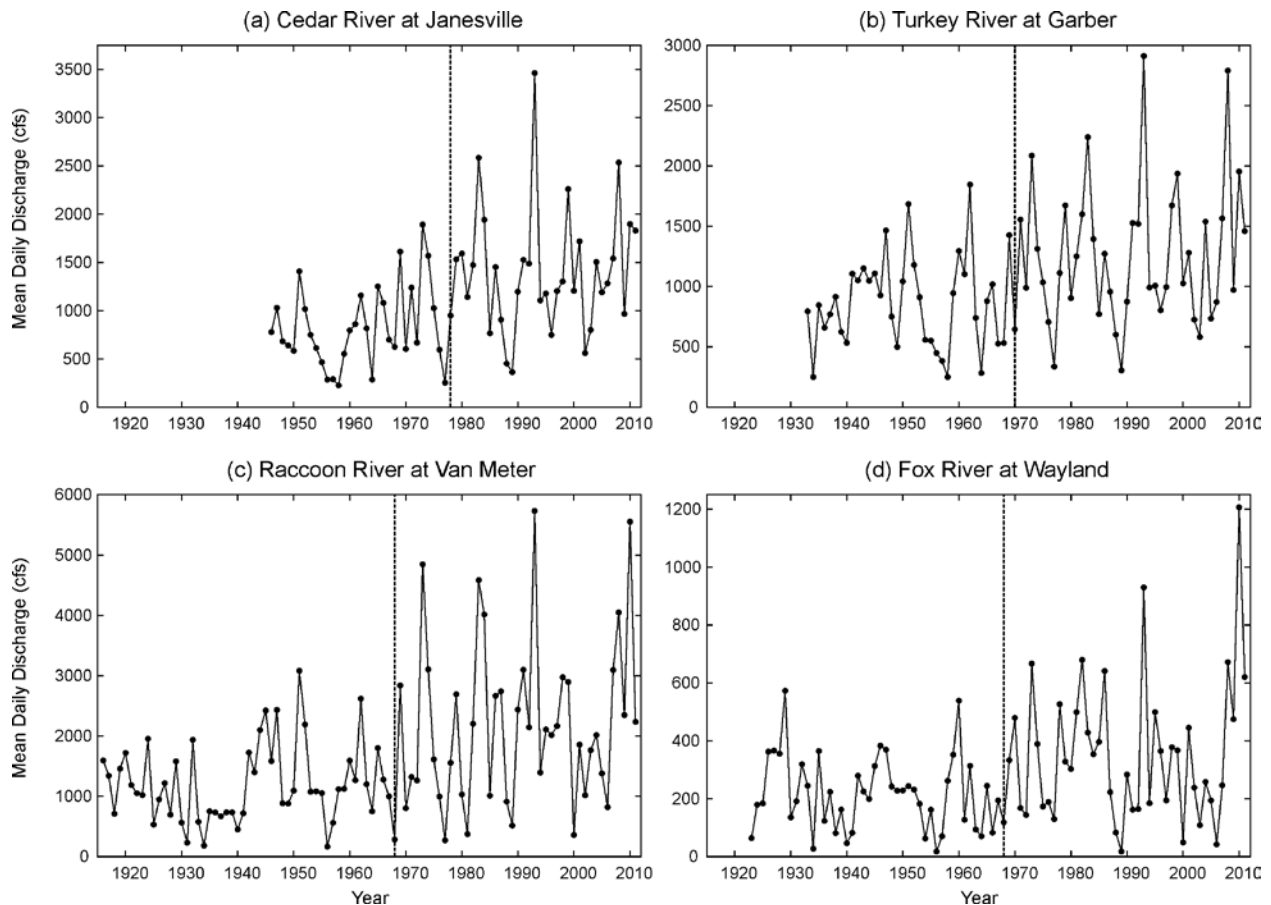 (a) Cedar River at Janesville
Mean Daily Discharge (cfs)
3500
3000
2500
2000
1500
1000
500
0
1920 1930 1940 1950 1960 1970 1980 1990 2000 2010
(b) Turkey River at Garber
3000
2500
2000
1500
1000
500
0
1920 1930 1940 1950 1960 1970 1980 1990 2000 2010
(c) Raccoon River at Van Meter
Mean Daily Discharge (cfs)
6000
5000
4000
3000
2000
1000
0
1920 1930 1940 1950 1960 1970 1980 1990 2000 2010
Year
(d) Fox River at Wayland
1200
1000
800
600
400
200
0
1920 1930 1940 1950 1960 1970 1980 1990 2000 2010
Year